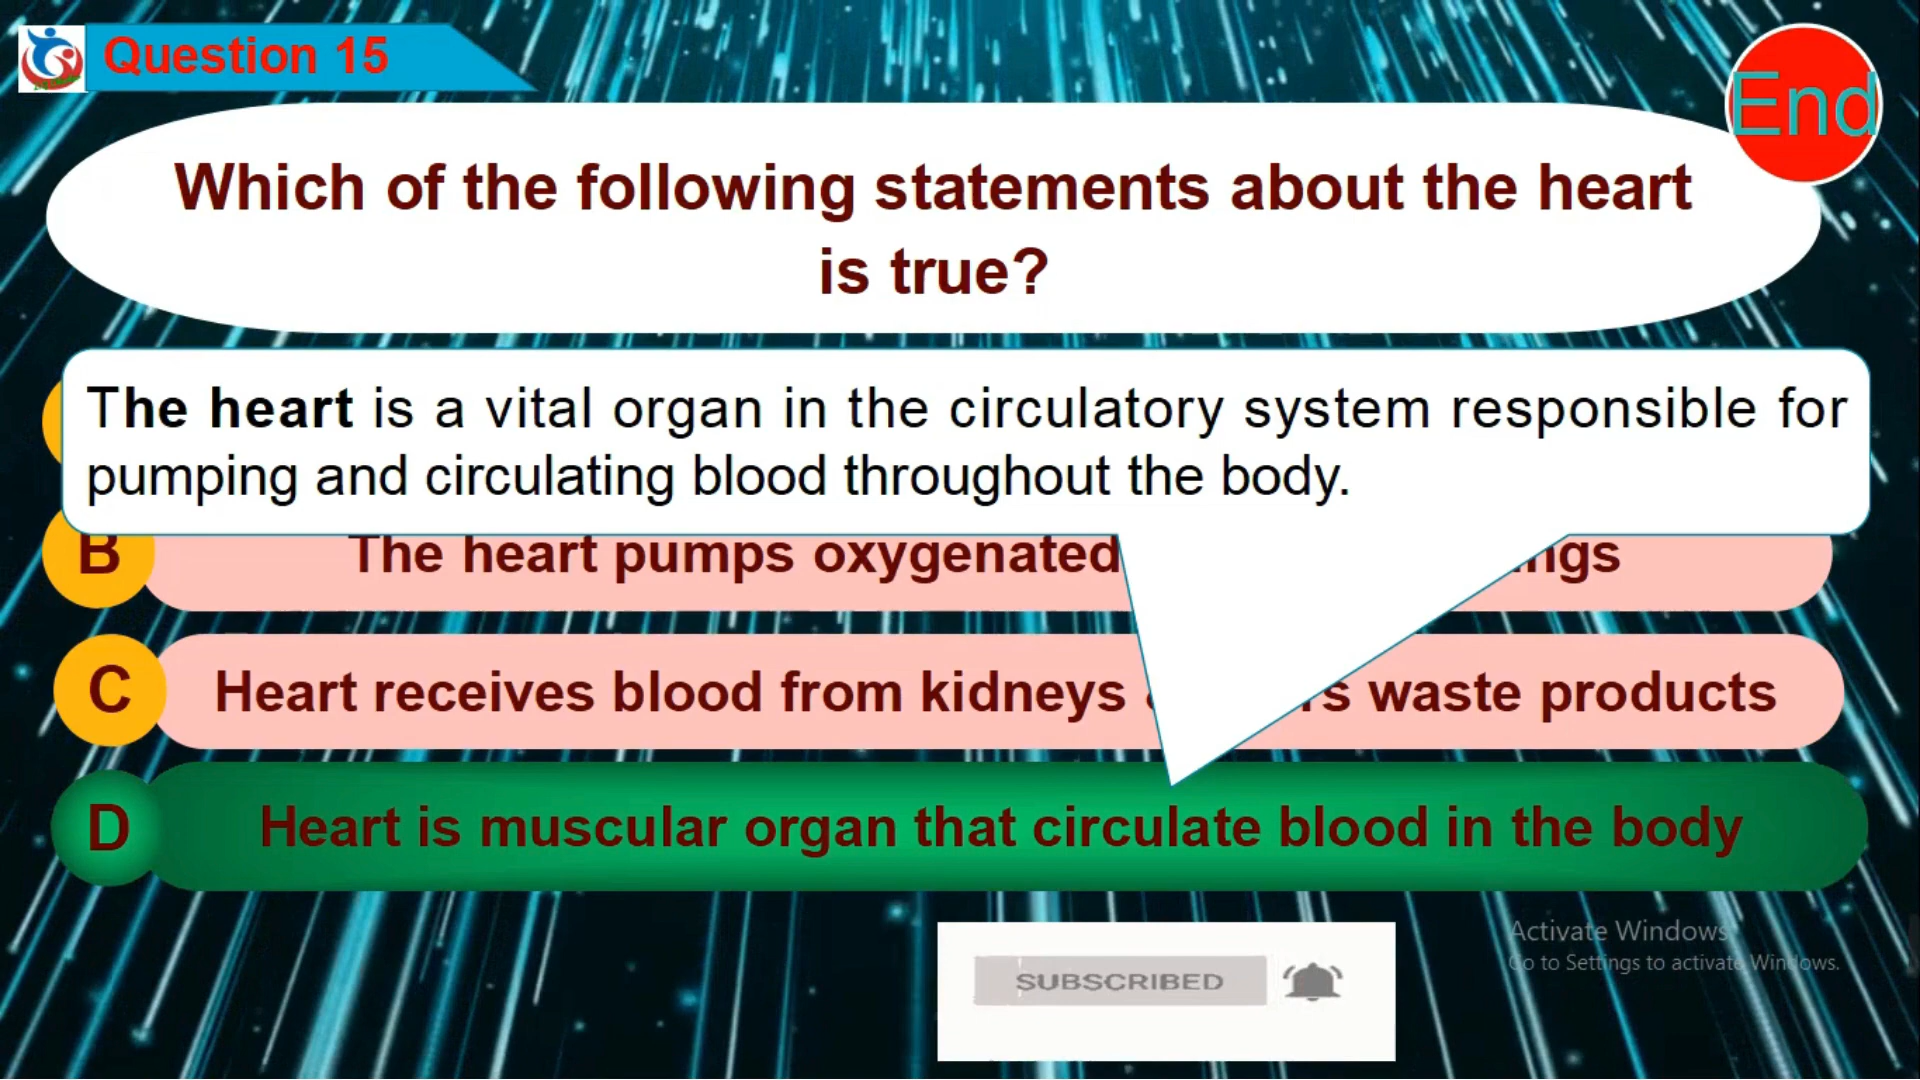 Question 15
End
Which of the following statements about the heart
is true?
The heart is a vital organ in the circulatory system responsible for
pumping and circulating blood throughout the body.
B
The heart pumps oxygenated
C
Heart receives blood from kidneys waste products
D
Heart is muscular organ that circulate blood in the body
SUBSCRIBED
Activate Windows
Go to Settings to activate Windows.